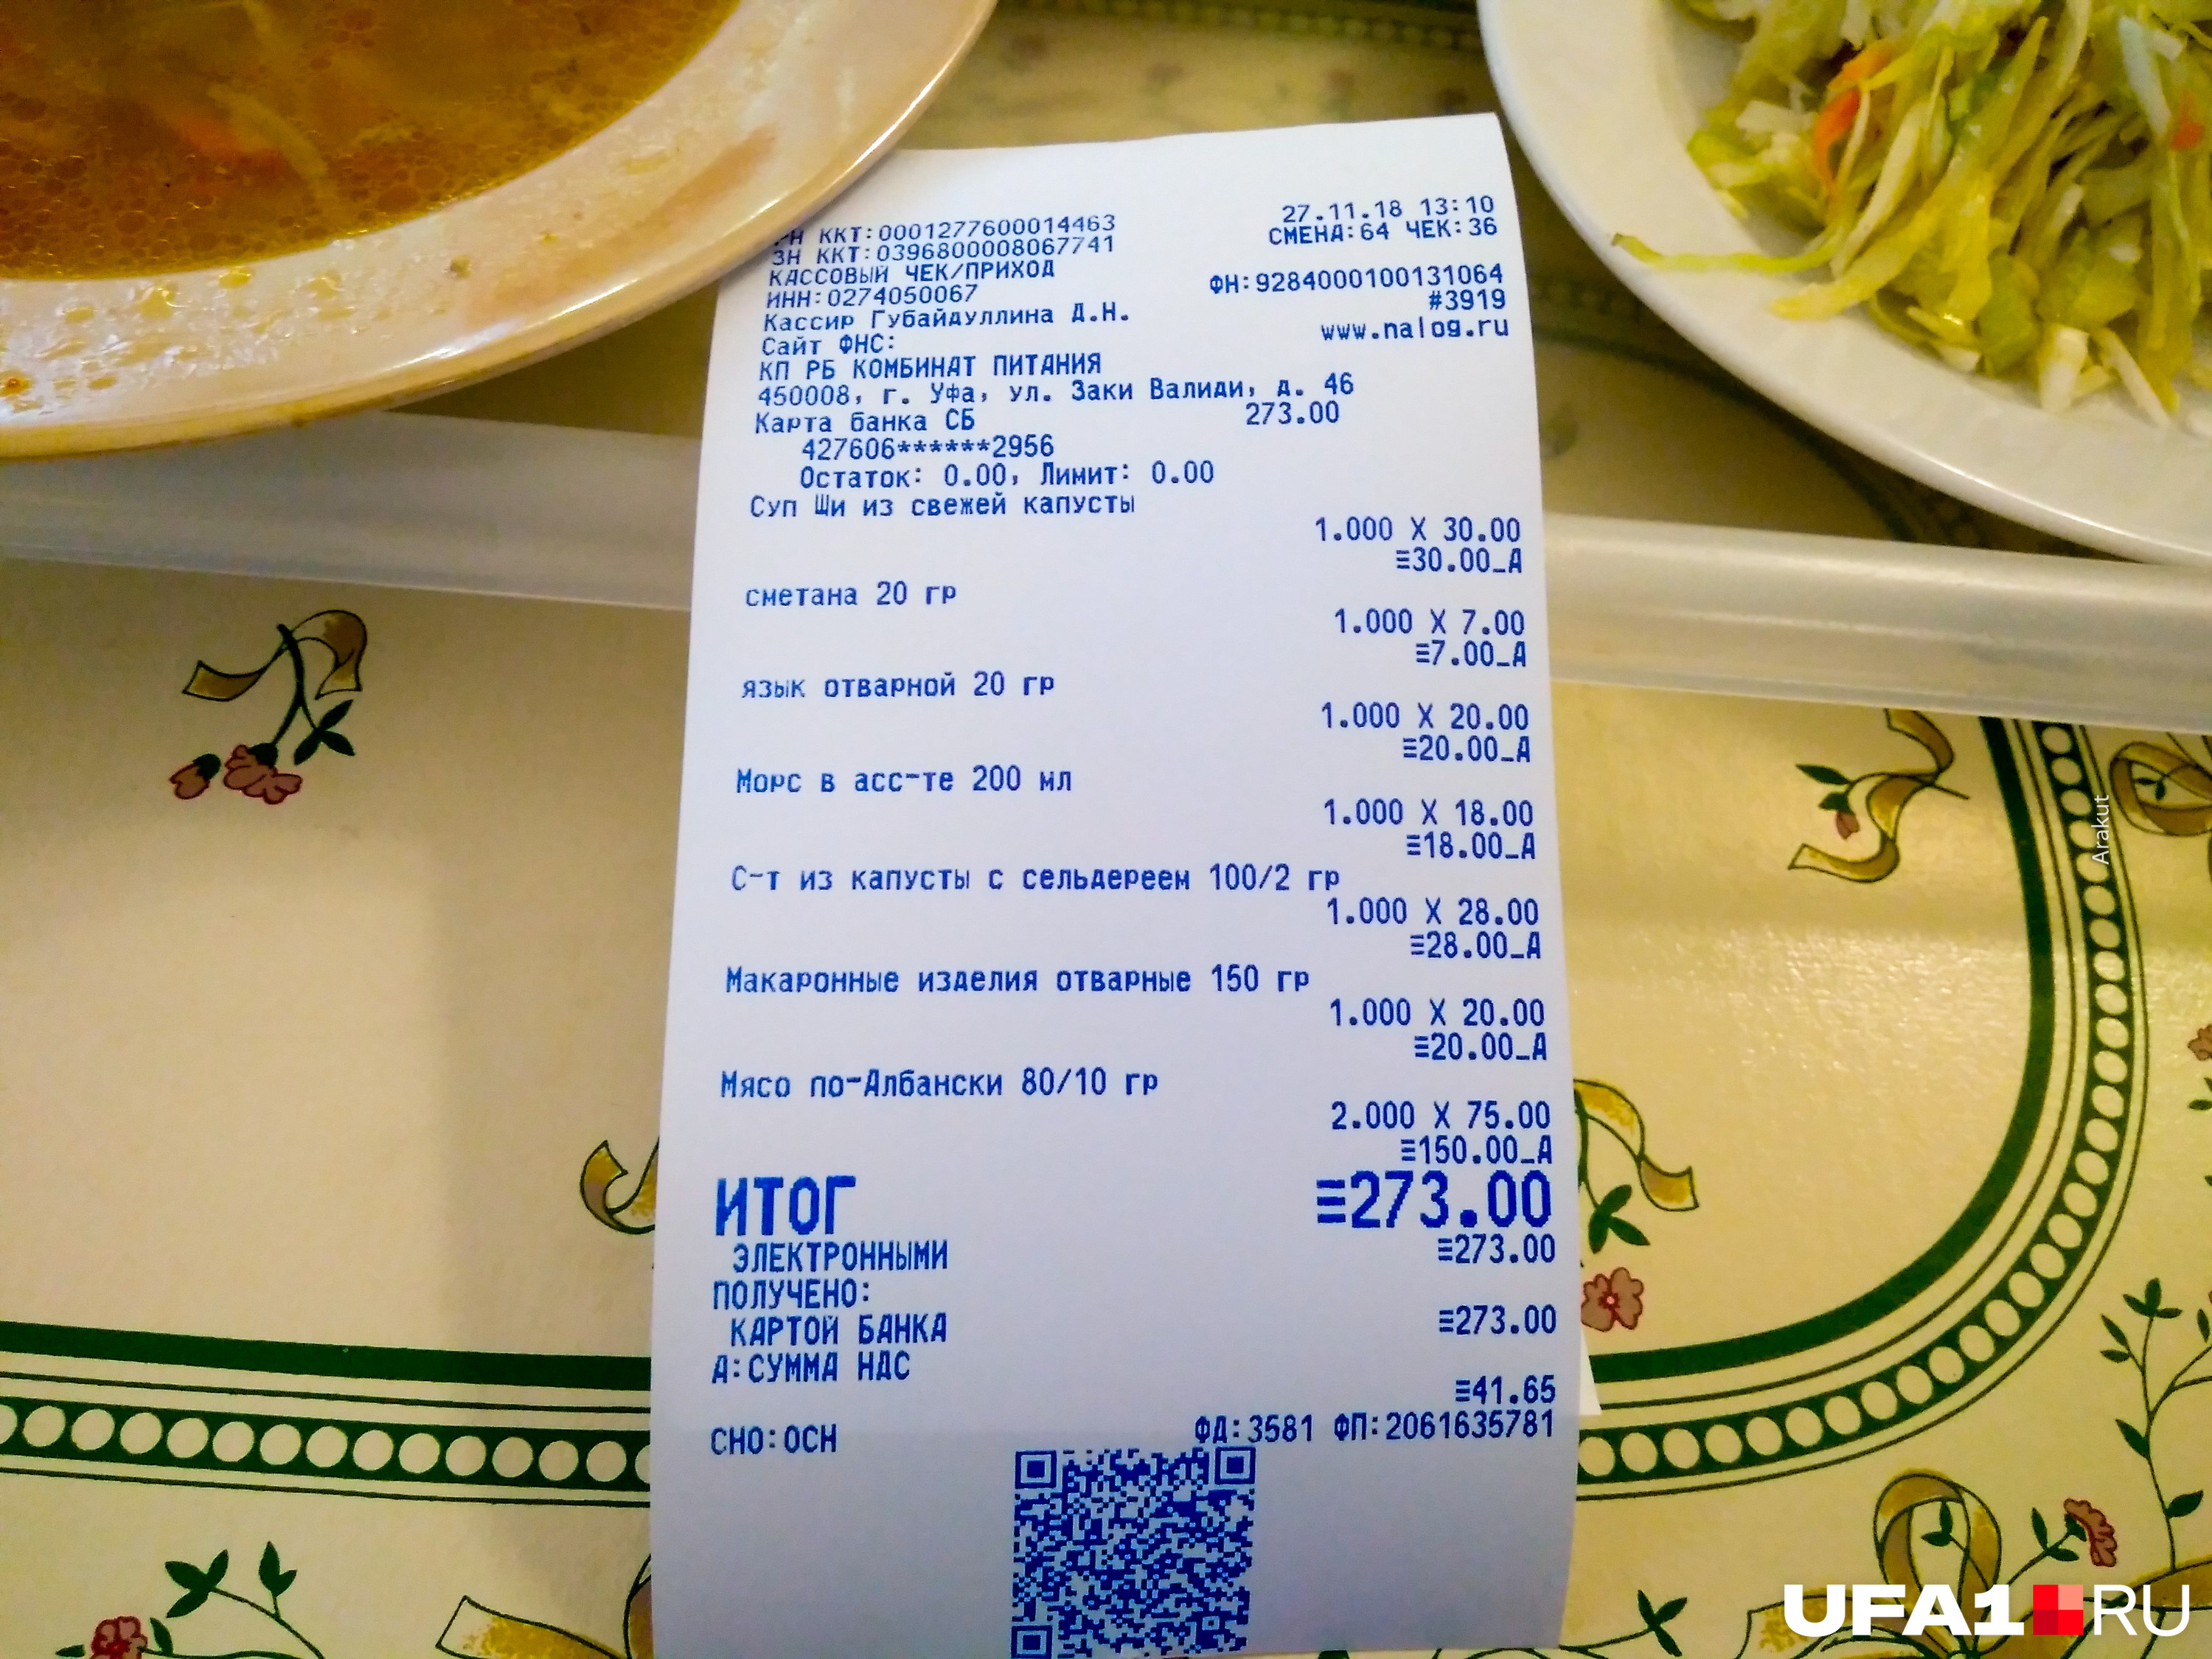 РН ККТ:0001277600014463 27.11.18 13:10
ЗН ККТ:0396800008067741 СМЕНА:64 ЧЕК:36
КАССОВЫЙ ЧЕК/ПРИХОД
ИНН:0274050067 ФН:9284000100131064
Кассир Губайдуллина Д.Н. #3919
Сайт ФНС: www.nalog.ru
КП РБ КОМБИНАТ ПИТАНИЯ
450008, г. Уфа, ул. Заки Валиди, д. 46
Карта банка СБ 273.00
427606******2956
Остаток: 0.00, Лимит: 0.00
Суп Щи из свежей капусты
1.000 X 30.00
≡30.00_А
сметана 20 гр
1.000 X 7.00
≡7.00_А
язык отварной 20 гр
1.000 X 20.00
≡20.00_А
Морс в асс-те 200 мл
1.000 X 18.00
≡18.00_А
С-т из капусты с сельдереем 100/2 гр
1.000 X 28.00
≡28.00_А
Макаронные изделия отварные 150 гр
1.000 X 20.00
≡20.00_А
Мясо по-Албански 80/10 гр
2.000 X 75.00
≡150.00_А
ИТОГ ≡273.00
ЭЛЕКТРОННЫМИ ≡273.00
ПОЛУЧЕНО:
КАРТОЙ БАНКА ≡273.00
А:СУММА НДС
≡41.65
СНО:ОСН ФД:3581 ФП:2061635781
Arakut
UFA1 RU